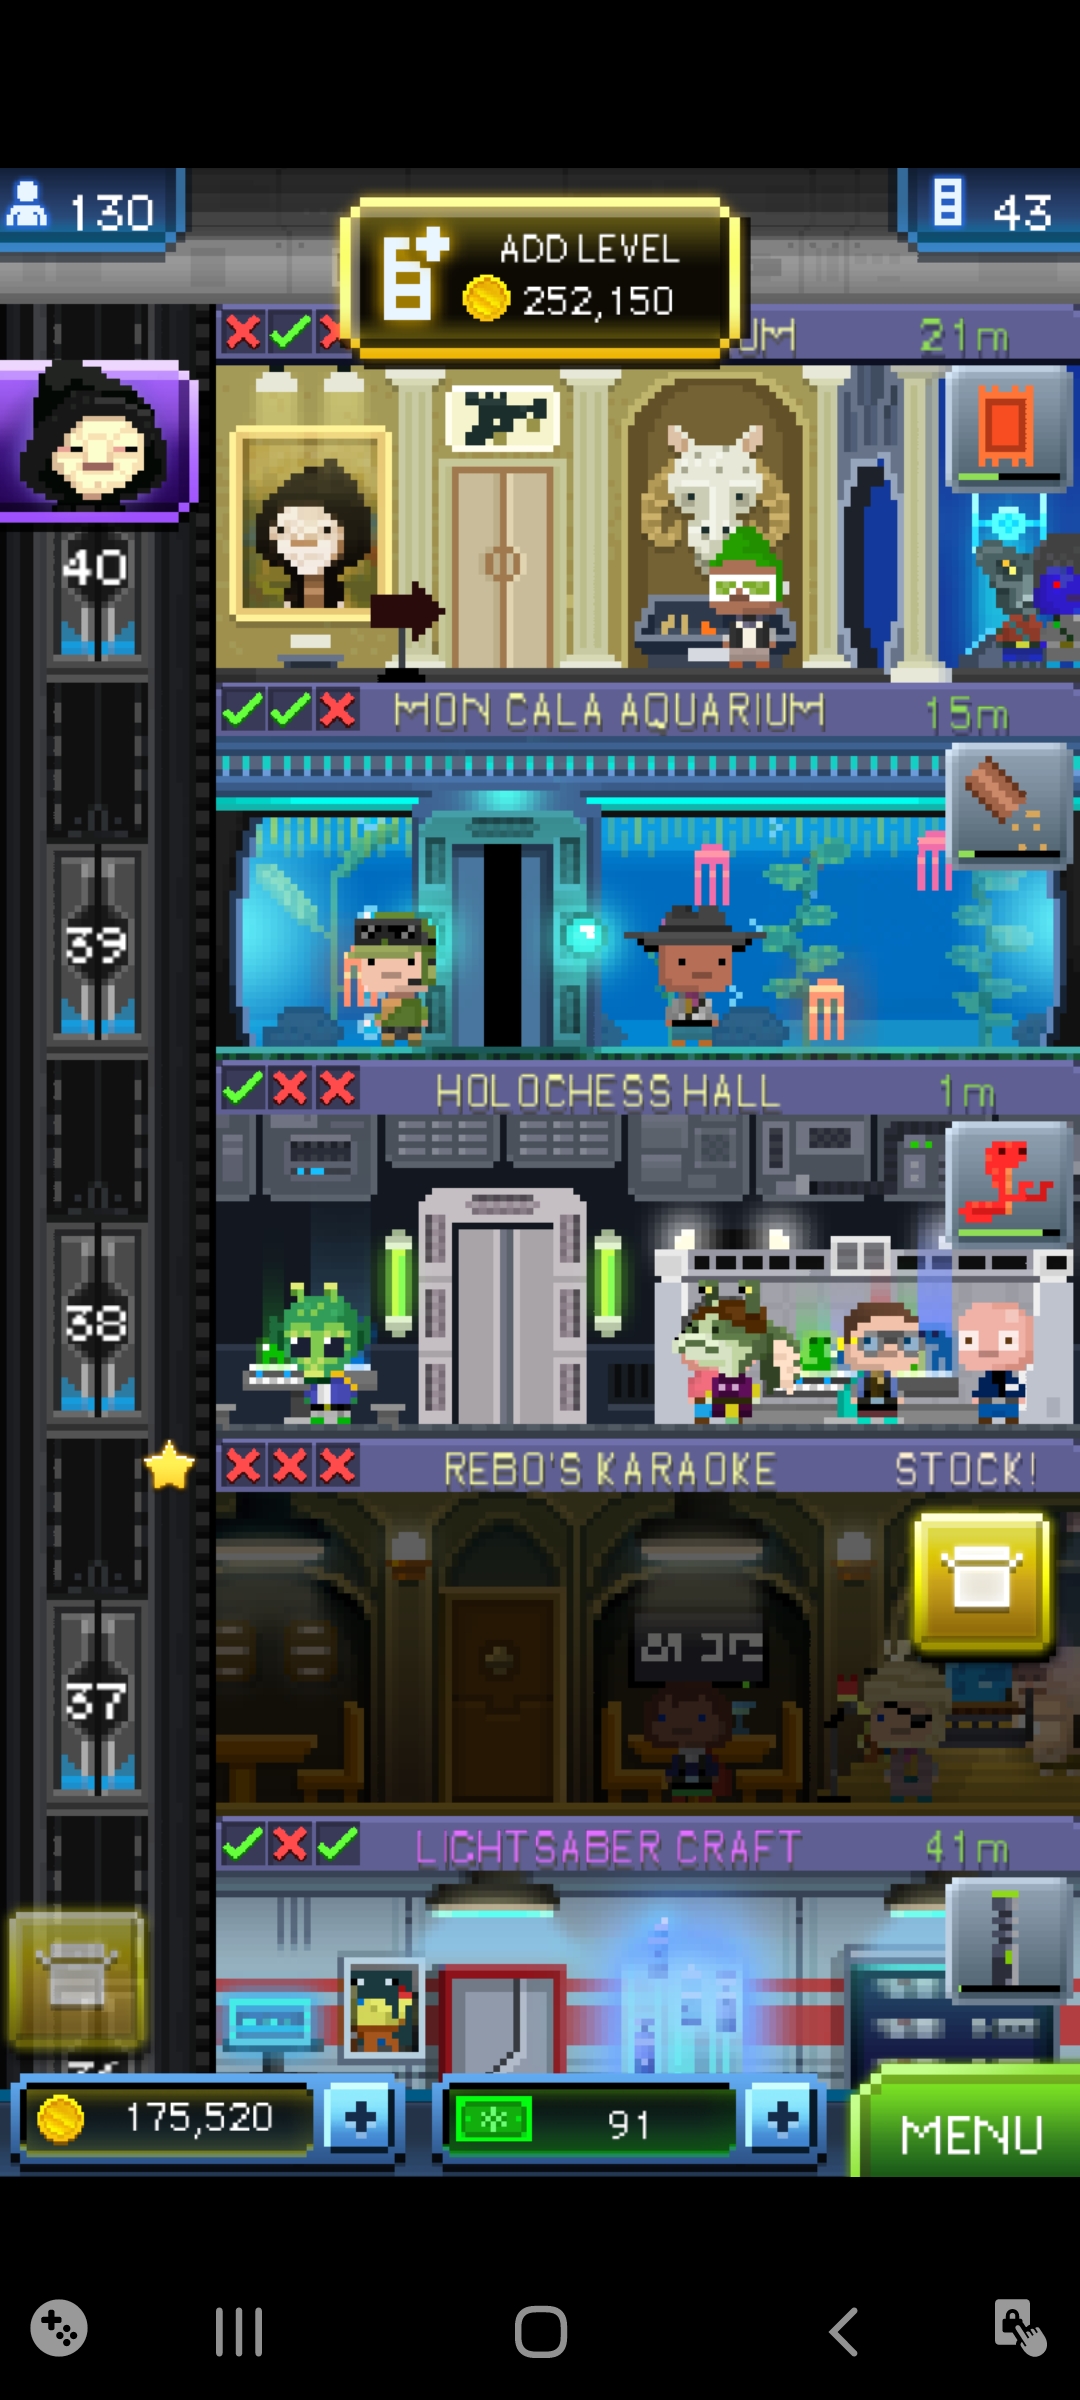 130
ADD LEVEL
252,150
43
UM
21m
40
MON CALA AQUARIUM
15m
39
HOLOCHESS HALL
1m
38
REBO'S KARAOKE
STOCK!
37
LIGHTSABER CRAFT
41m
175,520
91
MENU